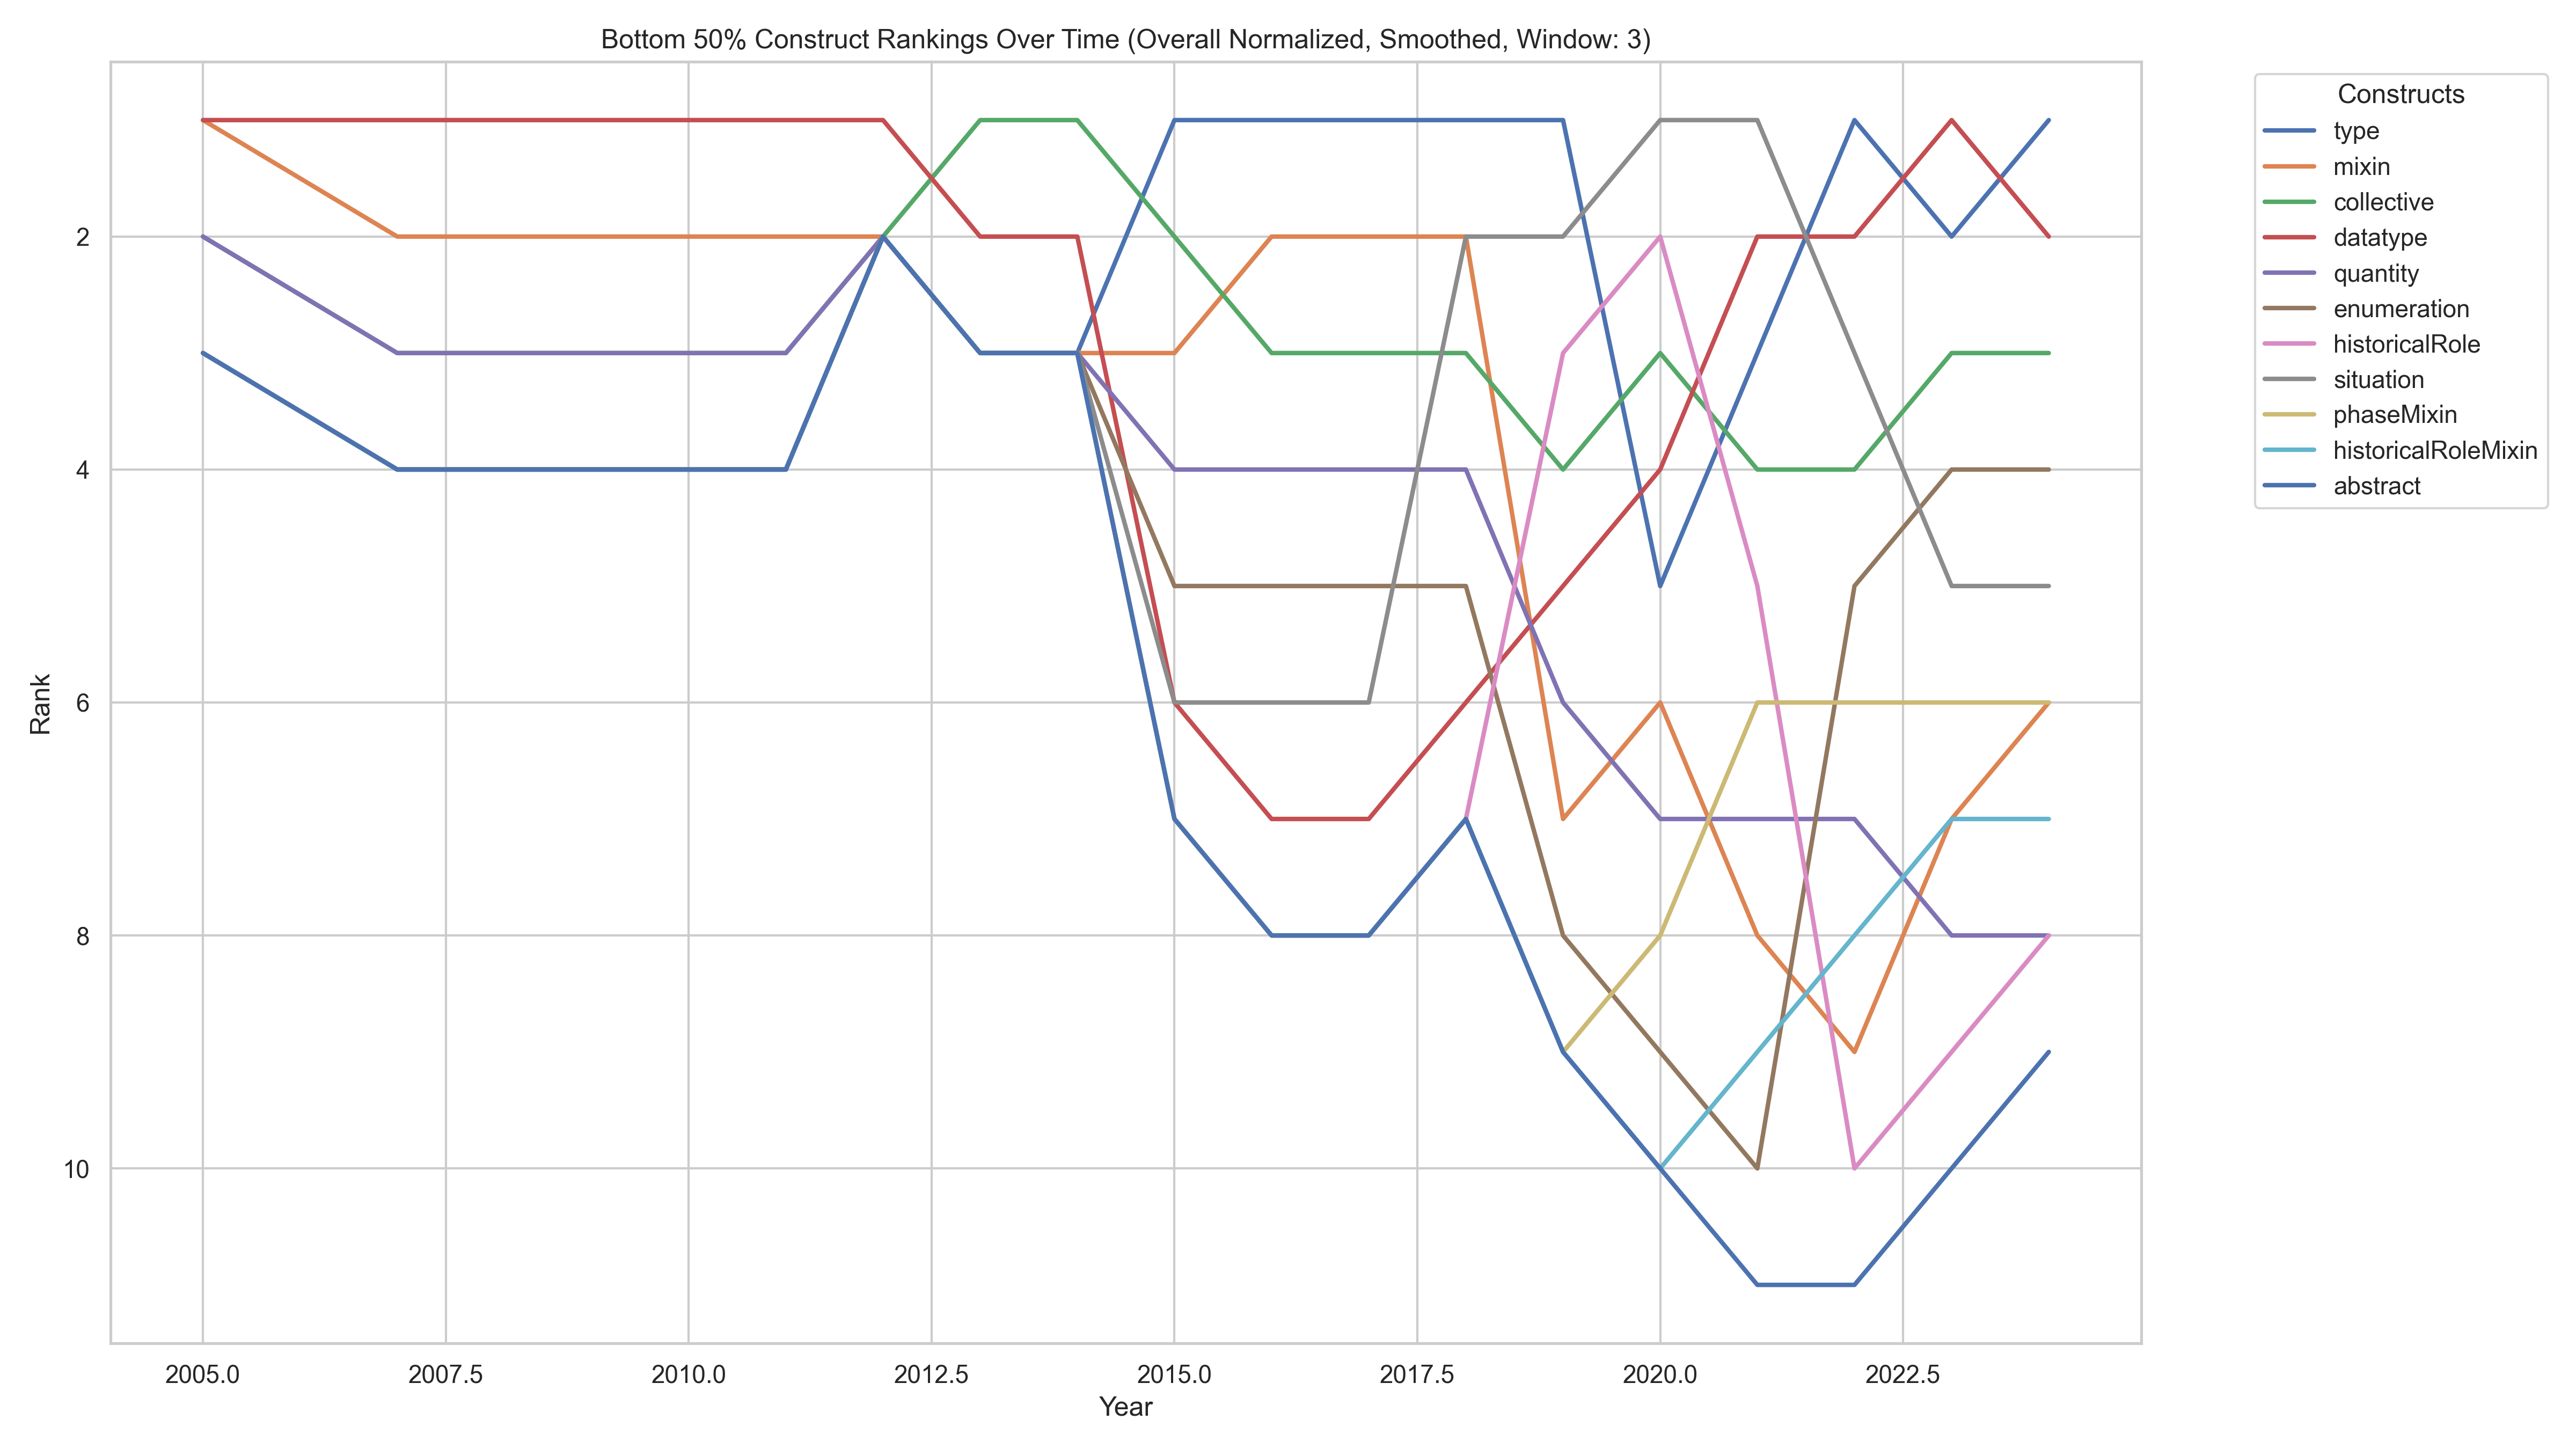 Bottom 50% Construct Rankings Over Time (Overall Normalized, Smoothed, Window: 3)
Constructs
type
mixin
collective
datatype
quantity
enumeration
historicalRole
situation
phaseMixin
historicalRoleMixin
abstract
Rank
2
4
6
8
10
2005.0
2007.5
2010.0
2012.5
2015.0
2017.5
2020.0
2022.5
Year